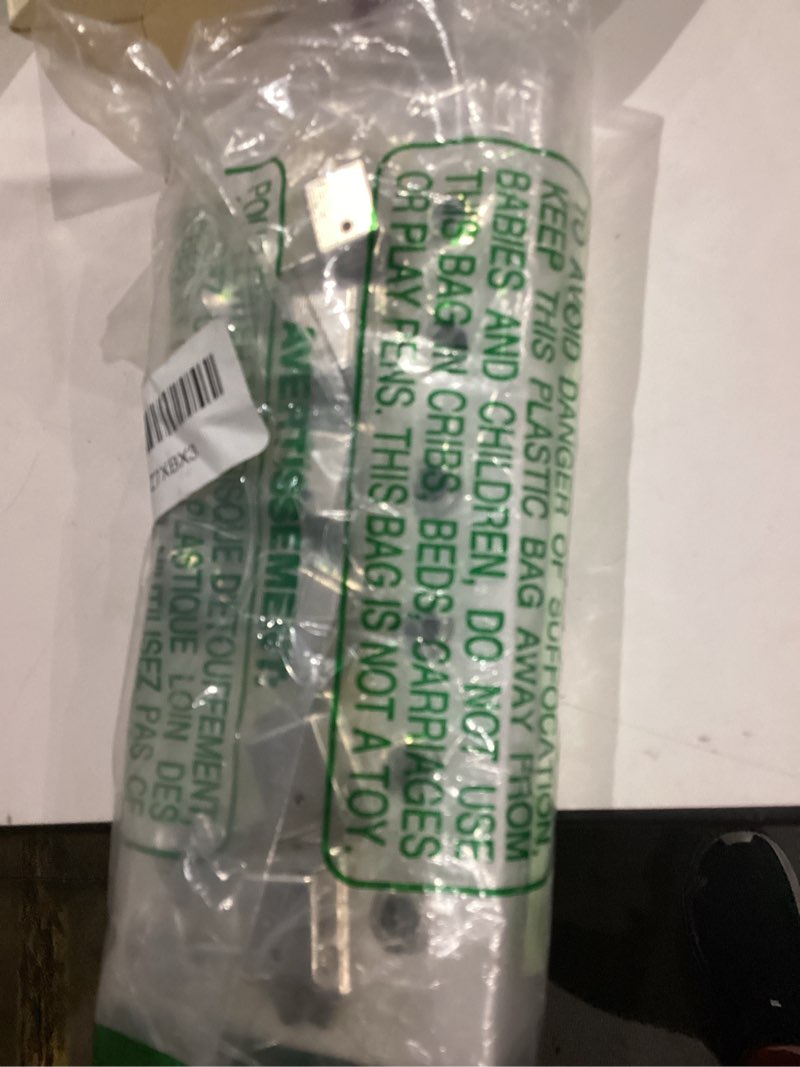 TO AVOID DANGER OF SUFFOCATION,
KEEP THIS PLASTIC BAG AWAY FROM
BABIES AND CHILDREN, DO NOT USE
THIS BAG IN CRIBS, BEDS, CARRIAGES
OR PLAY PENS. THIS BAG IS NOT A TOY.
AVERTISSEMENT:
D'ETOUFFEMENT
PLASTIQUE LOIN DES
PAS CE
7XBX3